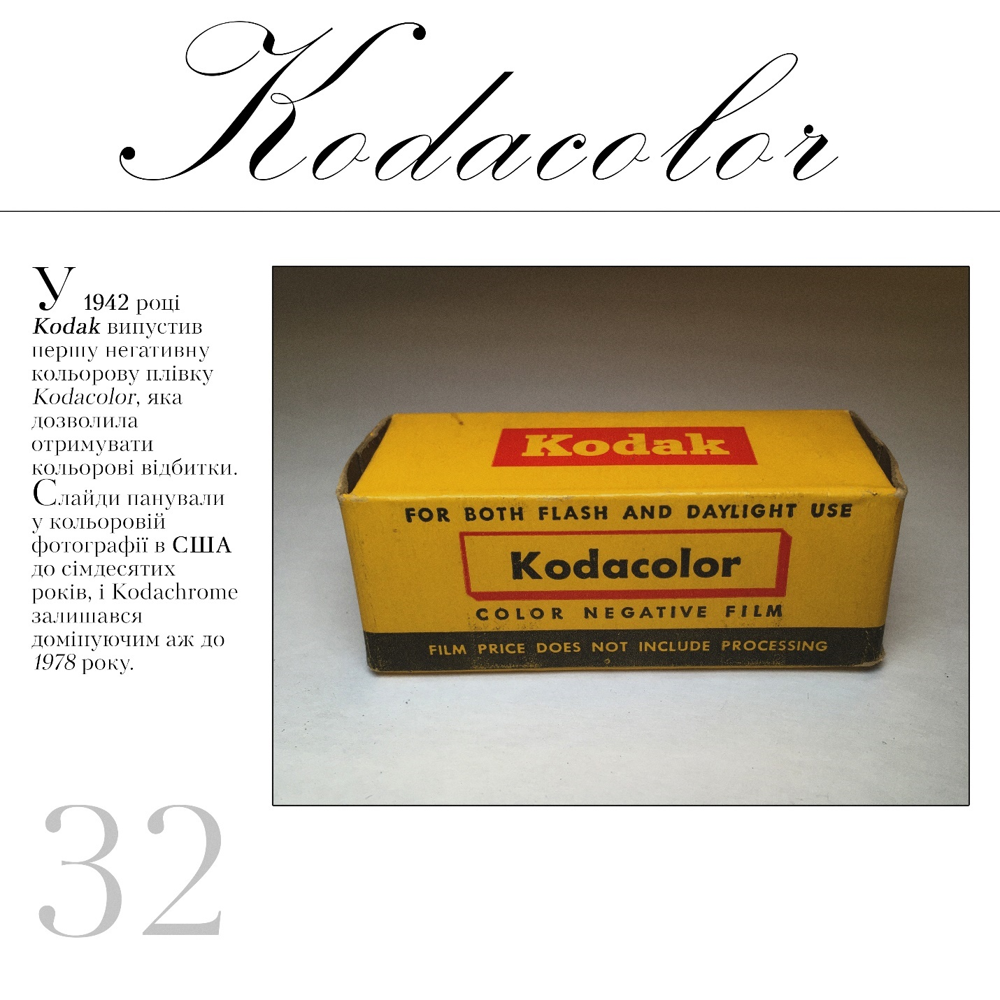 Kodacolor
У 1942 році
Kodak випустив
першу негативну
кольорову плівку
Kodacolor, яка
дозволила
отримувати
кольорові відбитки.
Слайди панували
у кольоровій
фотографії в США
до сімдесятих
років, і Kodachrome
залишався
домінуючим аж до
1978 року.
Kodak
FOR BOTH FLASH AND DAYLIGHT USE
Kodacolor
COLOR NEGATIVE FILM
FILM PRICE DOES NOT INCLUDE PROCESSING
32